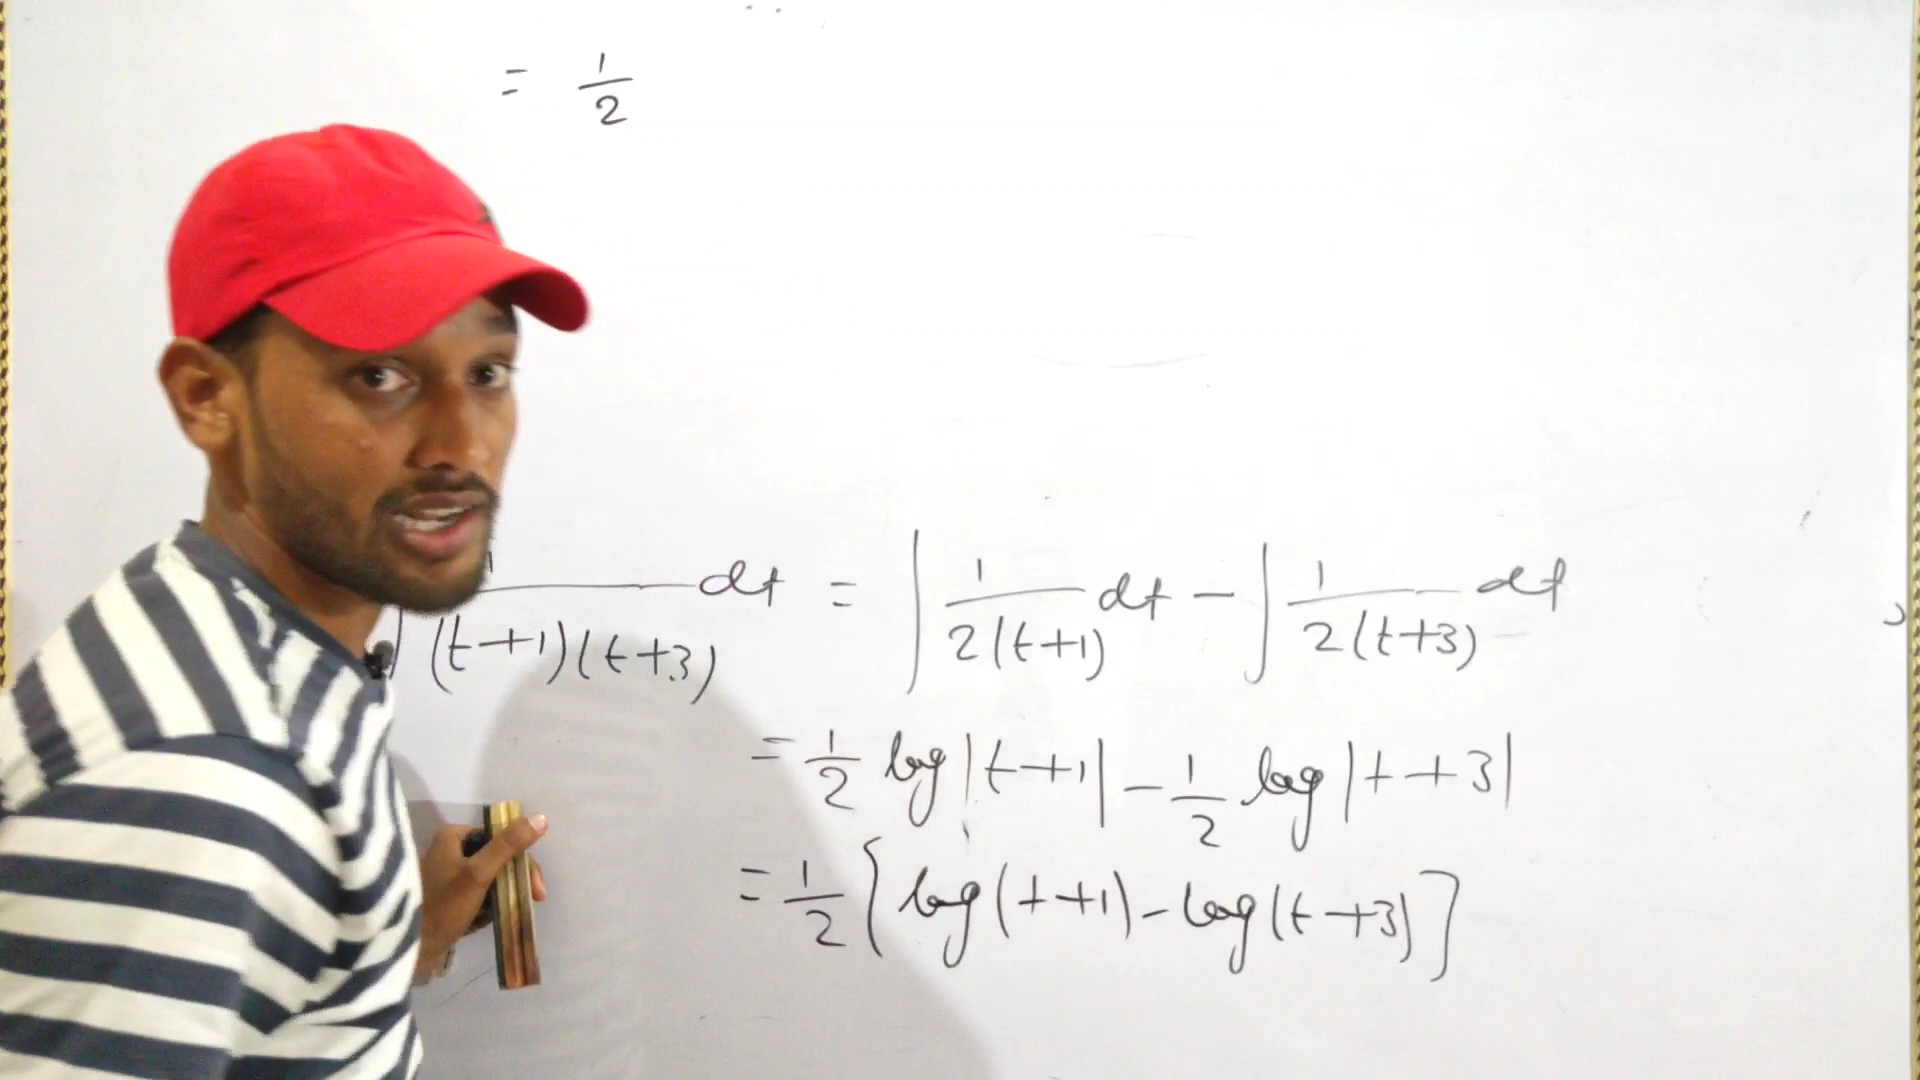 = 1/2
∫ 1/((t+1)(t+3)) dt = ∫ 1/(2(t+1)) dt - ∫ 1/(2(t+3)) dt
= 1/2 log|t+1| - 1/2 log|t+3|
= 1/2 [log(t+1) - log(t+3)]